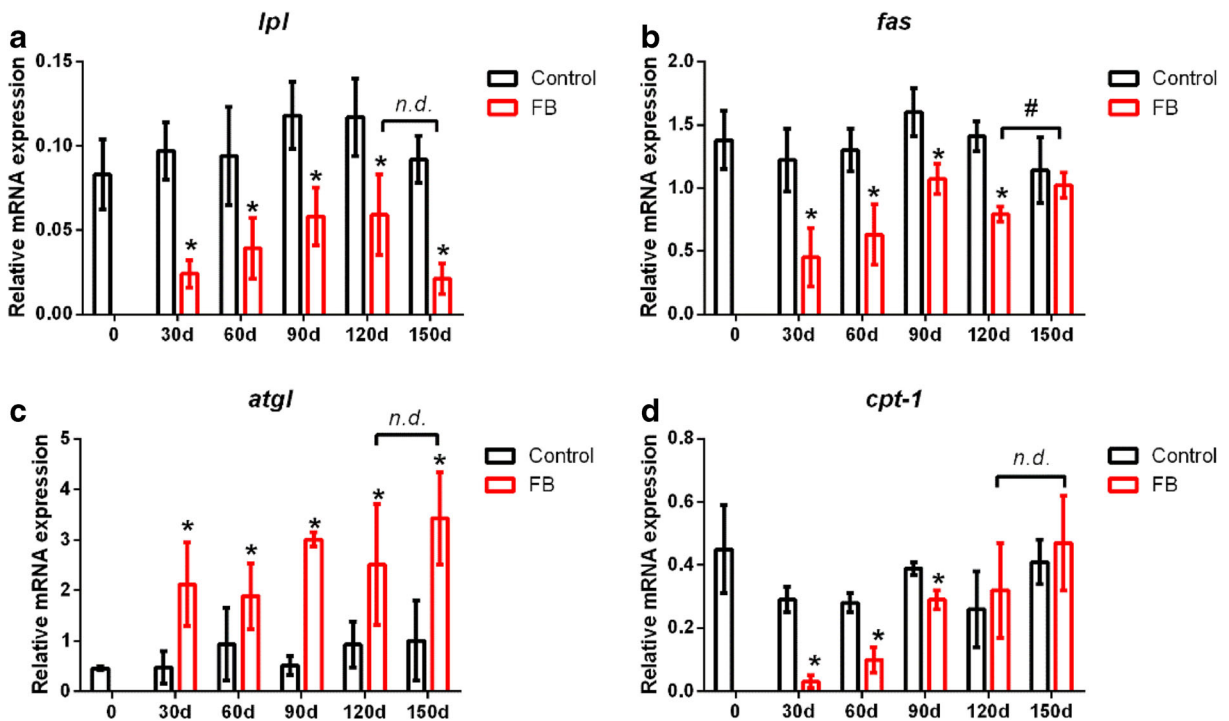 a
lpl
Relative mRNA expression
0.15
0.10
0.05
0.00
n.d.
* * * * *
0 30d 60d 90d 120d 150d
Control
FB
b
fas
Relative mRNA expression
2.0
1.5
1.0
0.5
0.0
#
* * * *
0 30d 60d 90d 120d 150d
Control
FB
c
atgl
Relative mRNA expression
5
4
3
2
1
0
n.d.
* * * * *
0 30d 60d 90d 120d 150d
Control
FB
d
cpt-1
Relative mRNA expression
0.8
0.6
0.4
0.2
0.0
n.d.
* * *
0 30d 60d 90d 120d 150d
Control
FB